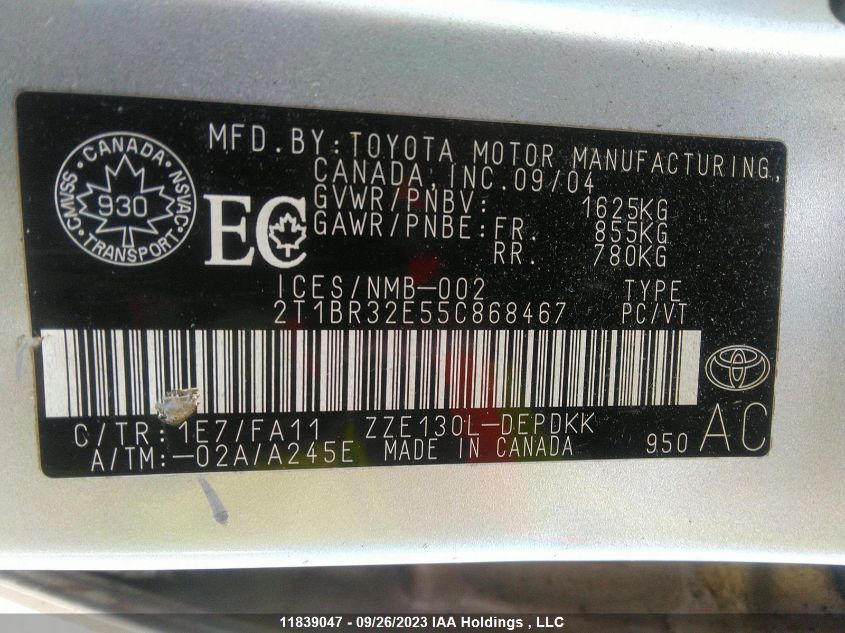 CANADA
NSVAC
TRANSPORT
CMVSS
930
EC
MFD.BY:TOYOTA MOTOR MANUFACTURING,
CANADA,INC.09/04
GVWR/PNBV: 1625KG
GAWR/PNBE:FR. 855KG
RR. 780KG
ICES/NMB-002 TYPE
2T1BR32E55C868467 PC/VT
C/TR:1E7/FA11 ZZE130L-DEPDKK
A/TM:-02A/A245E MADE IN CANADA 950 AC
11839047 - 09/26/2023 IAA Holdings , LLC